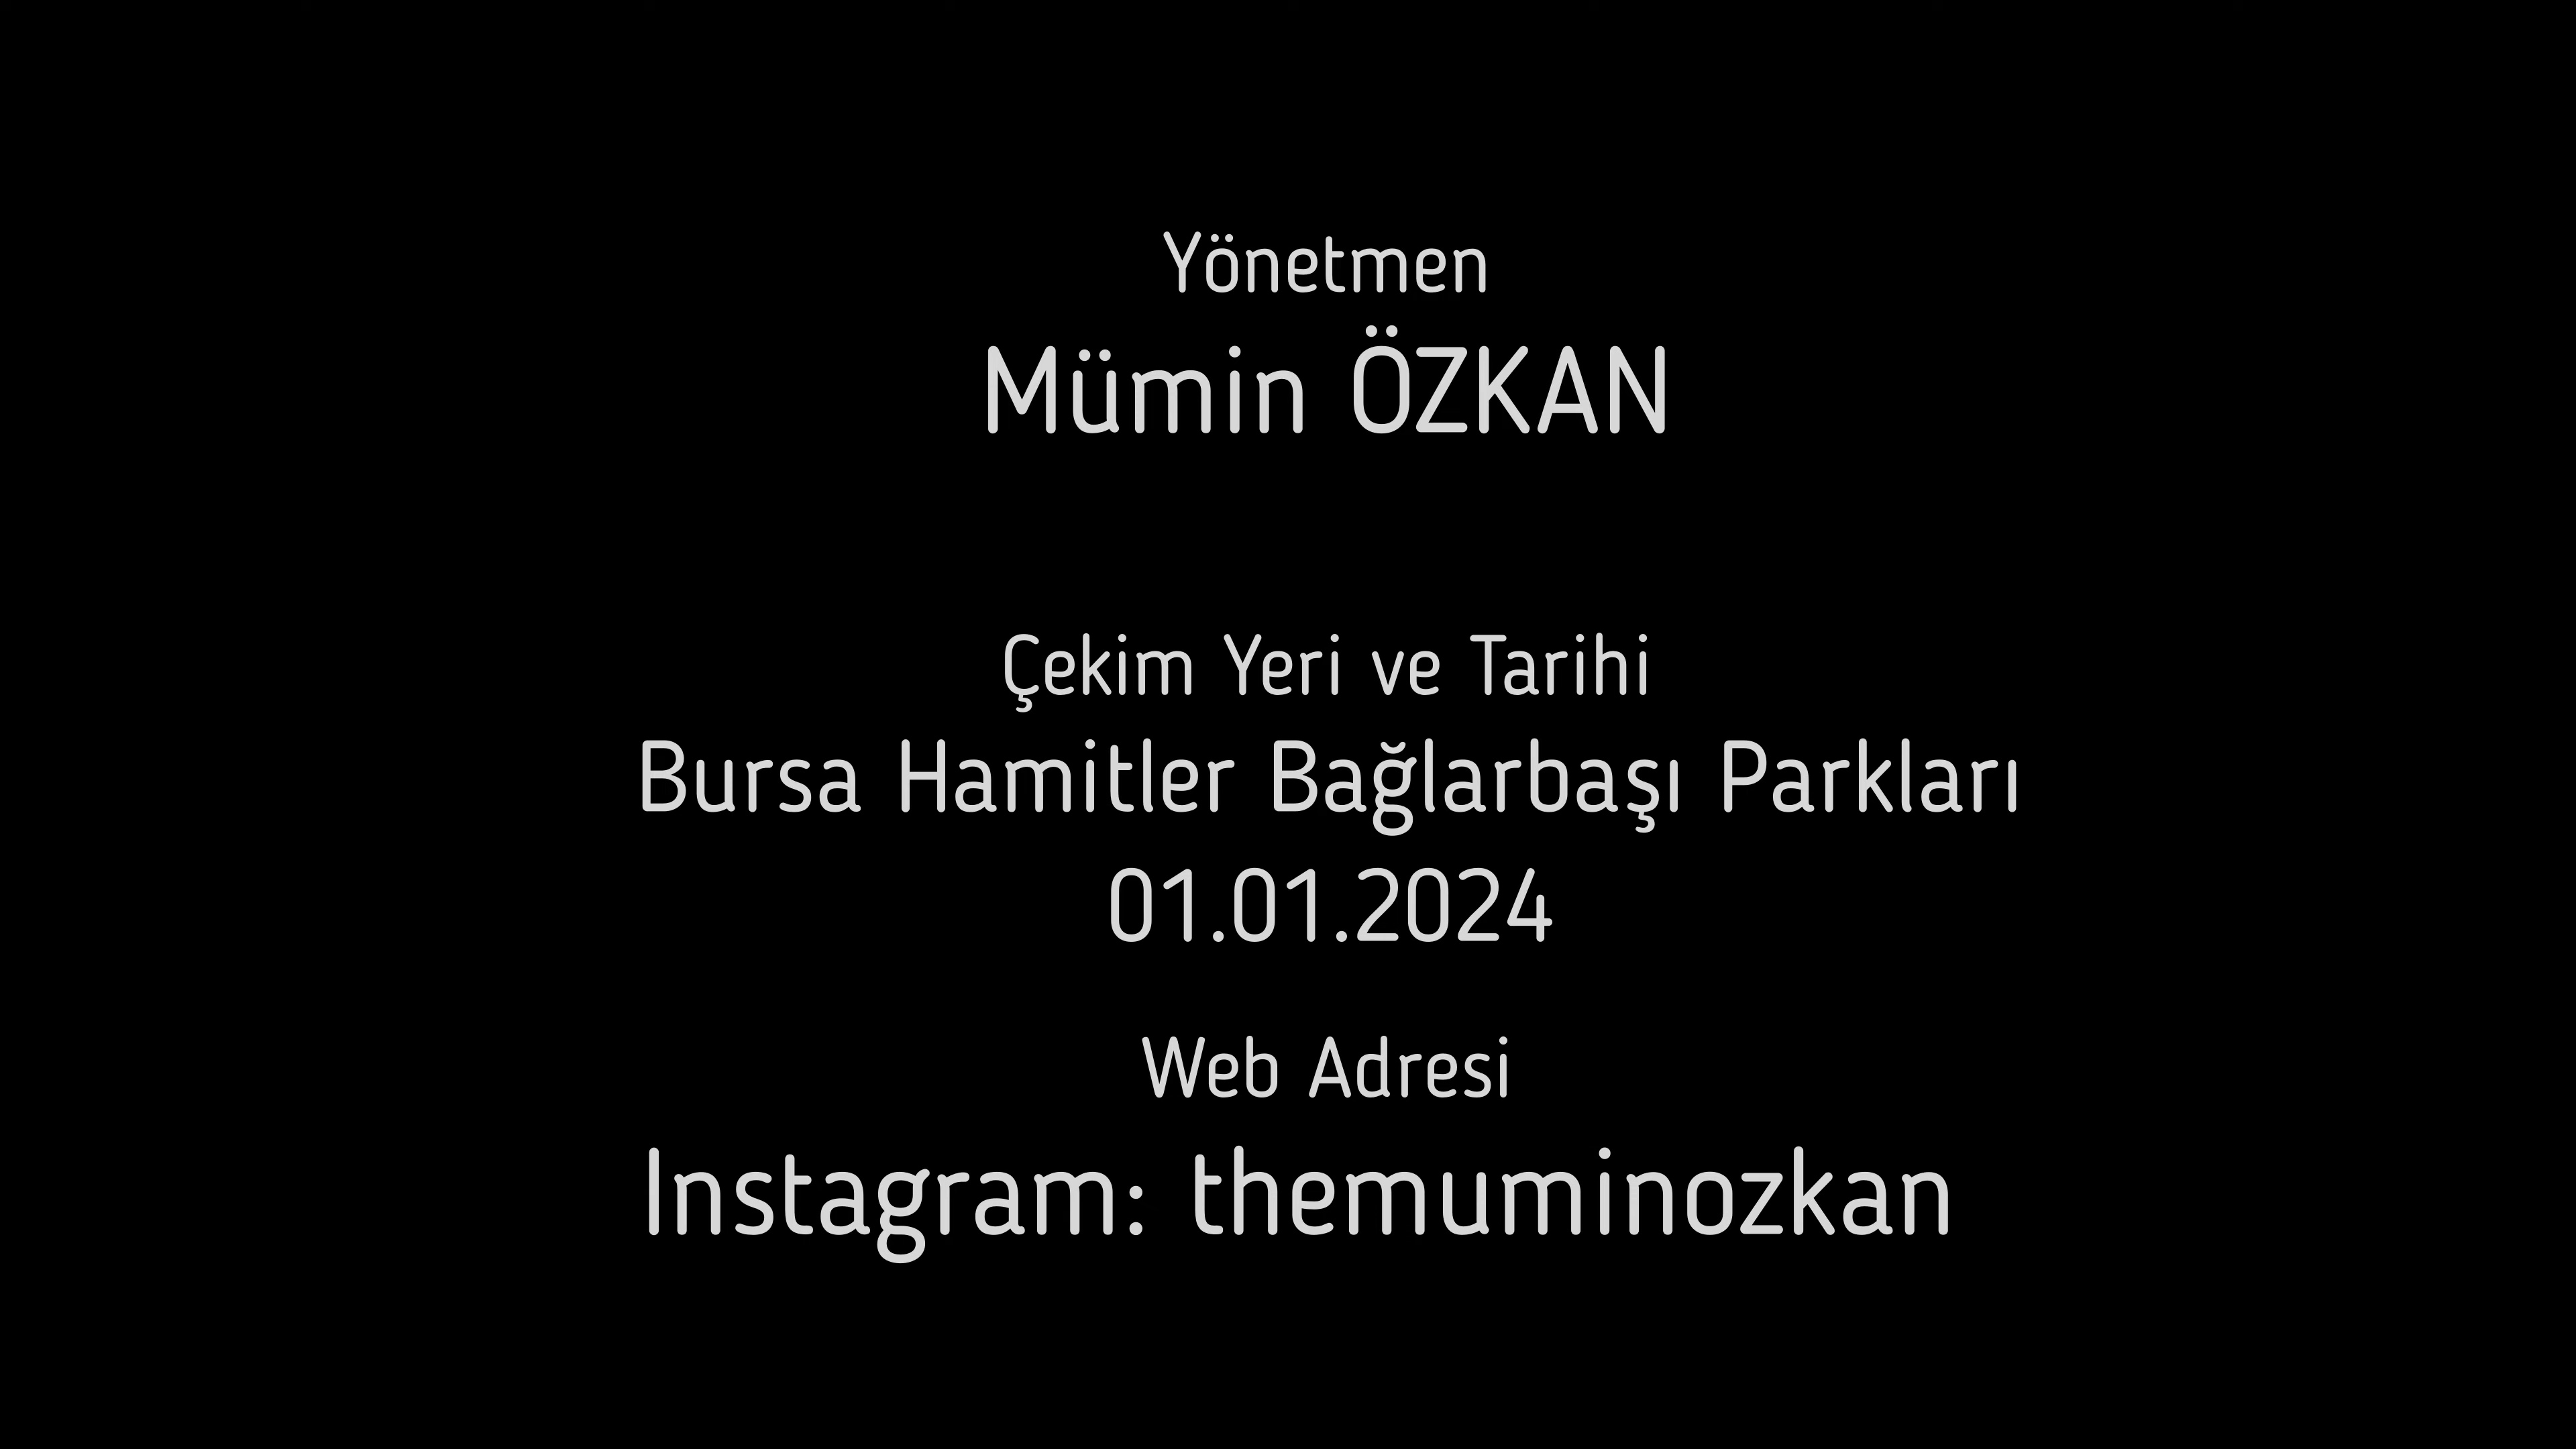 Yönetmen
Mümin ÖZKAN
Çekim Yeri ve Tarihi
Bursa Hamitler Bağlarbaşı Parkları
01.01.2024
Web Adresi
Instagram: themuminozkan